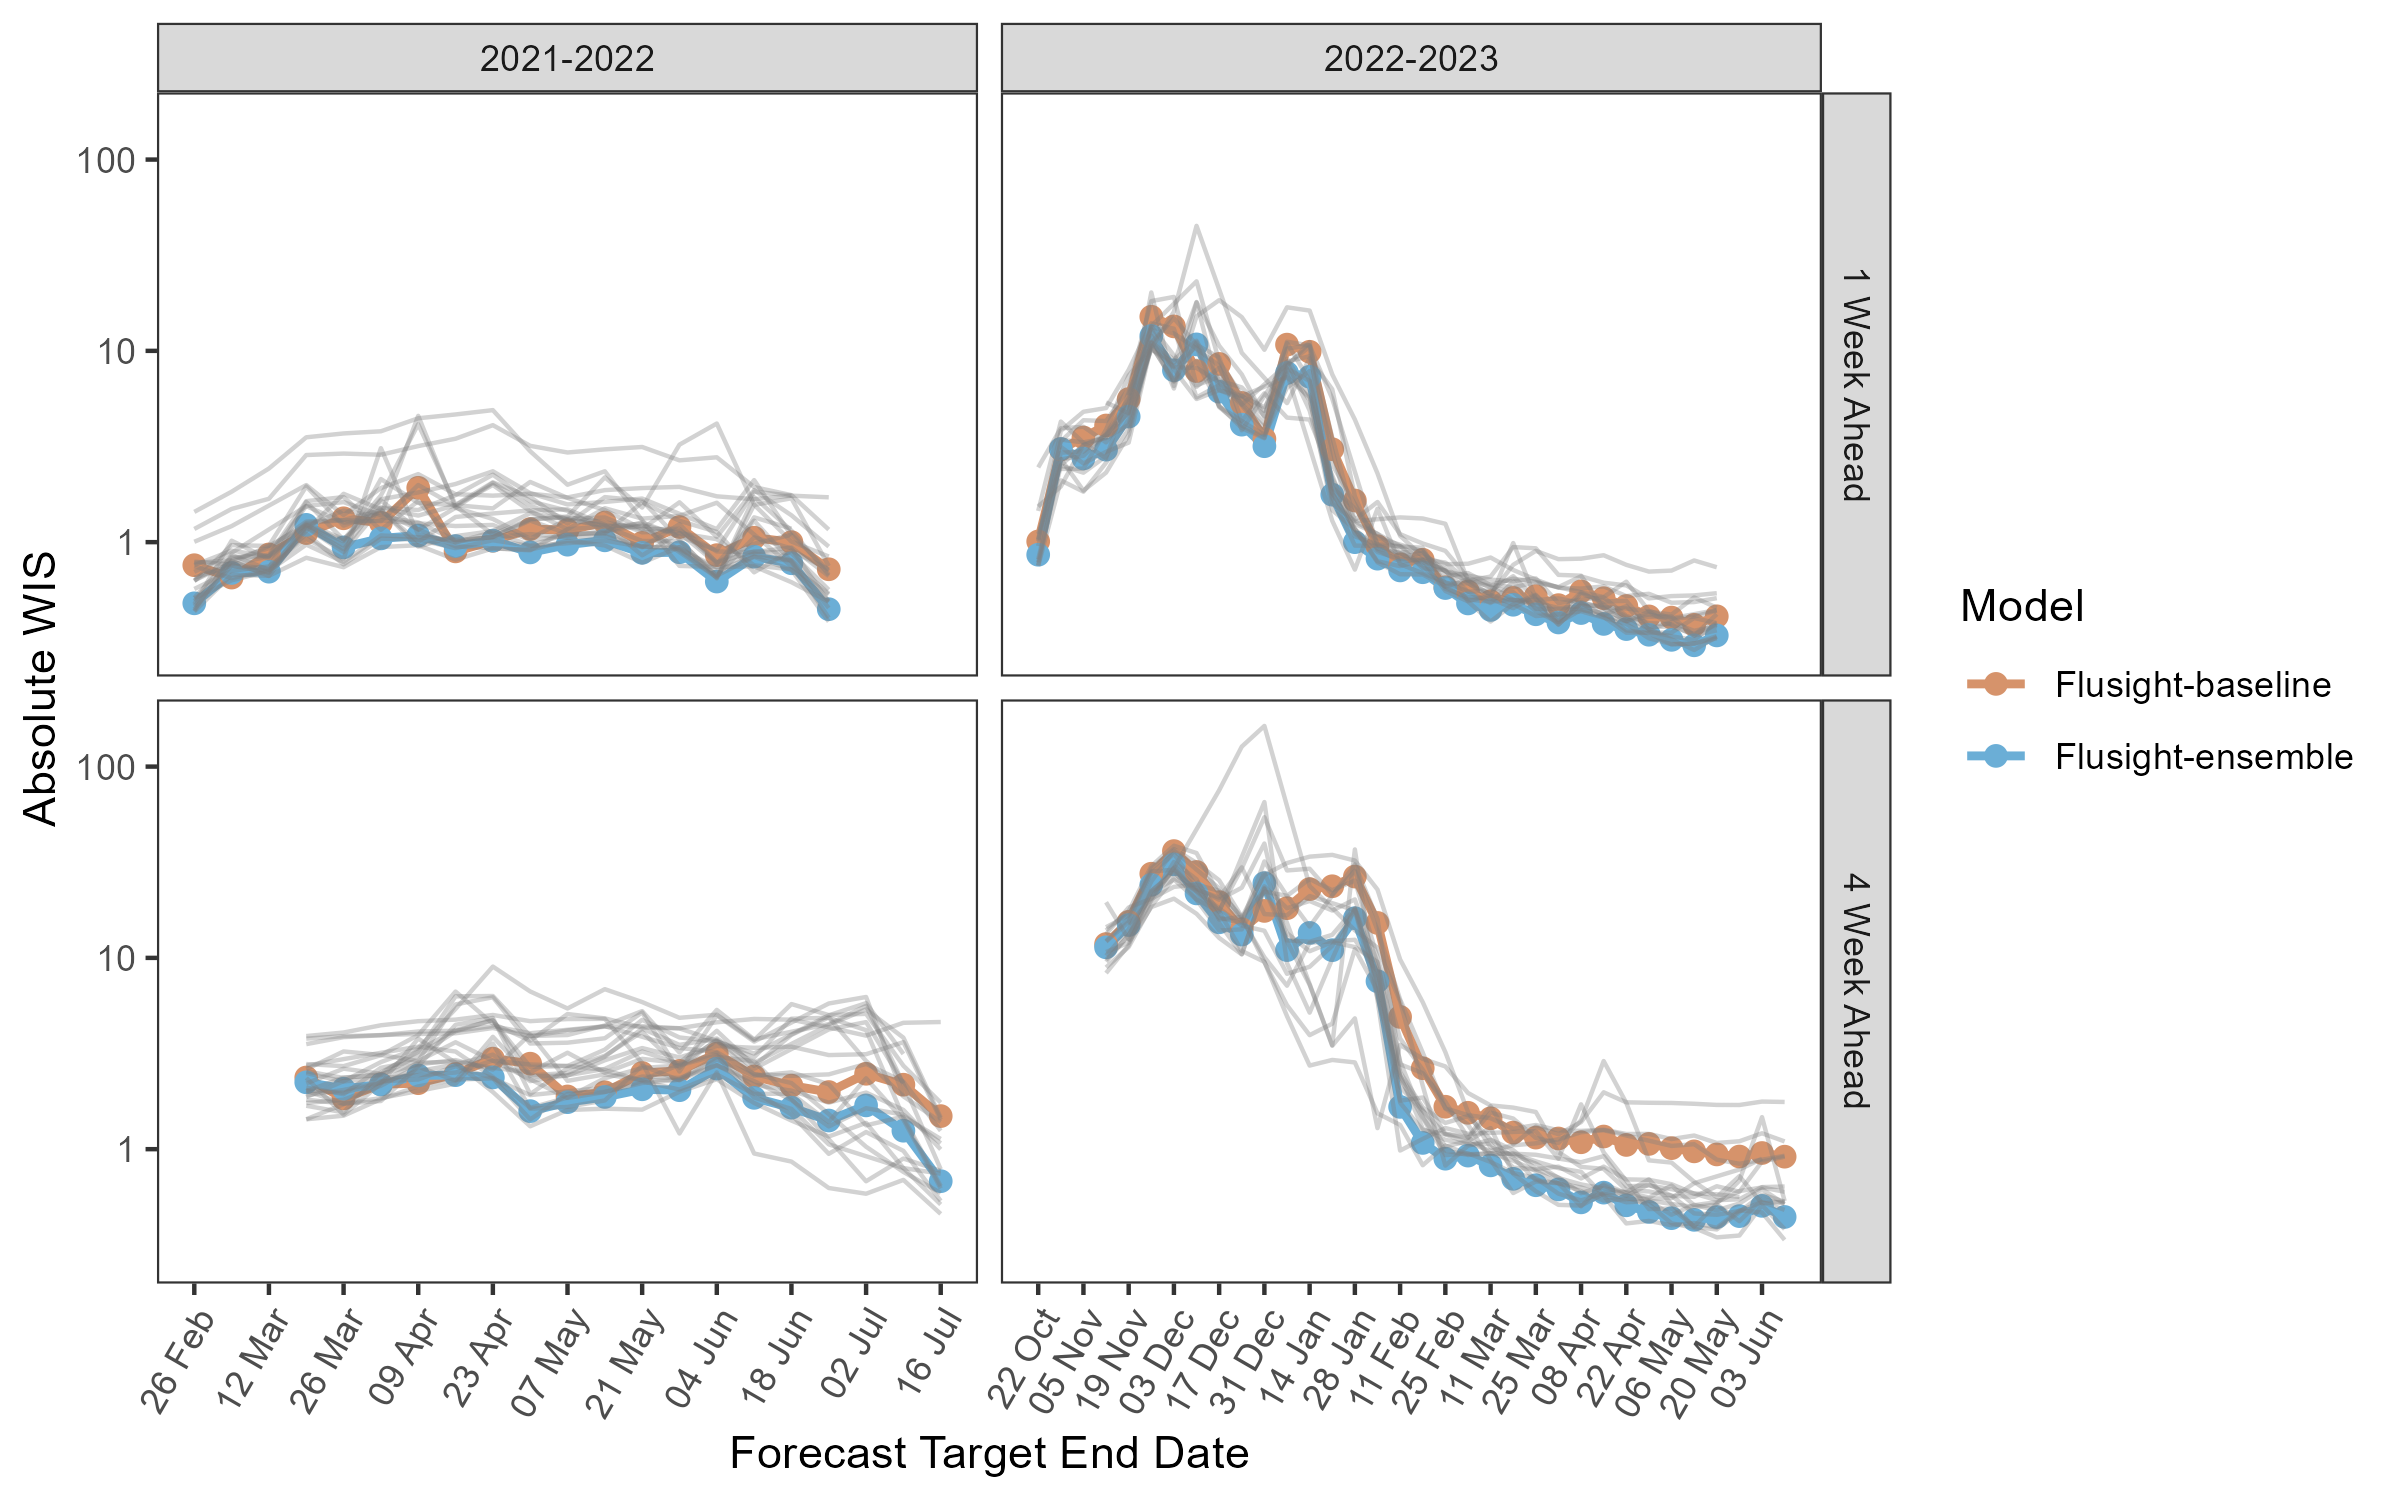 2021-2022
2022-2023
100
10
1
1 Week Ahead
100
10
1
4 Week Ahead
Absolute WIS
26 Feb
12 Mar
26 Mar
09 Apr
23 Apr
07 May
21 May
04 Jun
18 Jun
02 Jul
16 Jul
22 Oct
05 Nov
19 Nov
03 Dec
17 Dec
31 Dec
14 Jan
28 Jan
11 Feb
25 Feb
11 Mar
25 Mar
08 Apr
22 Apr
06 May
20 May
03 Jun
Forecast Target End Date
Model
Flusight-baseline
Flusight-ensemble